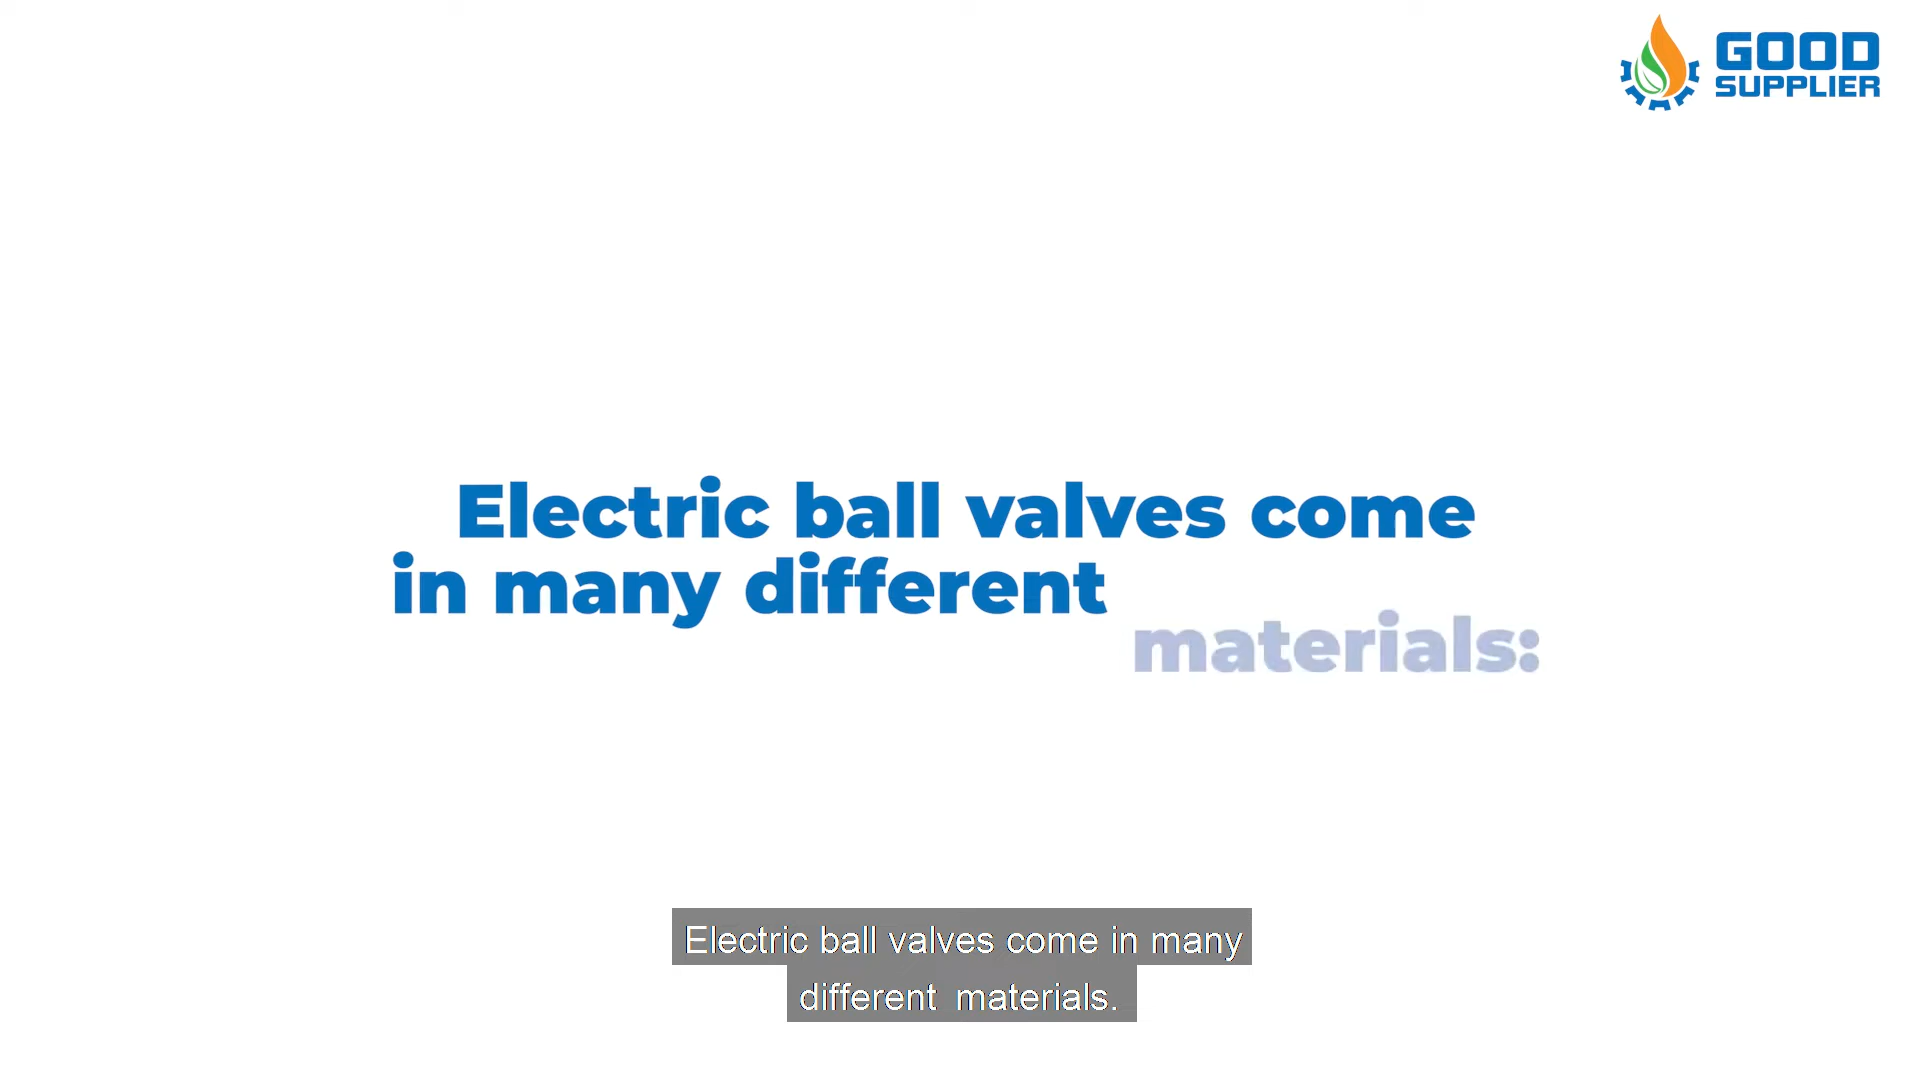 GOOD
SUPPLIER
Electric ball valves come
in many different
materials:
Electric ball valves come in many
different materials.